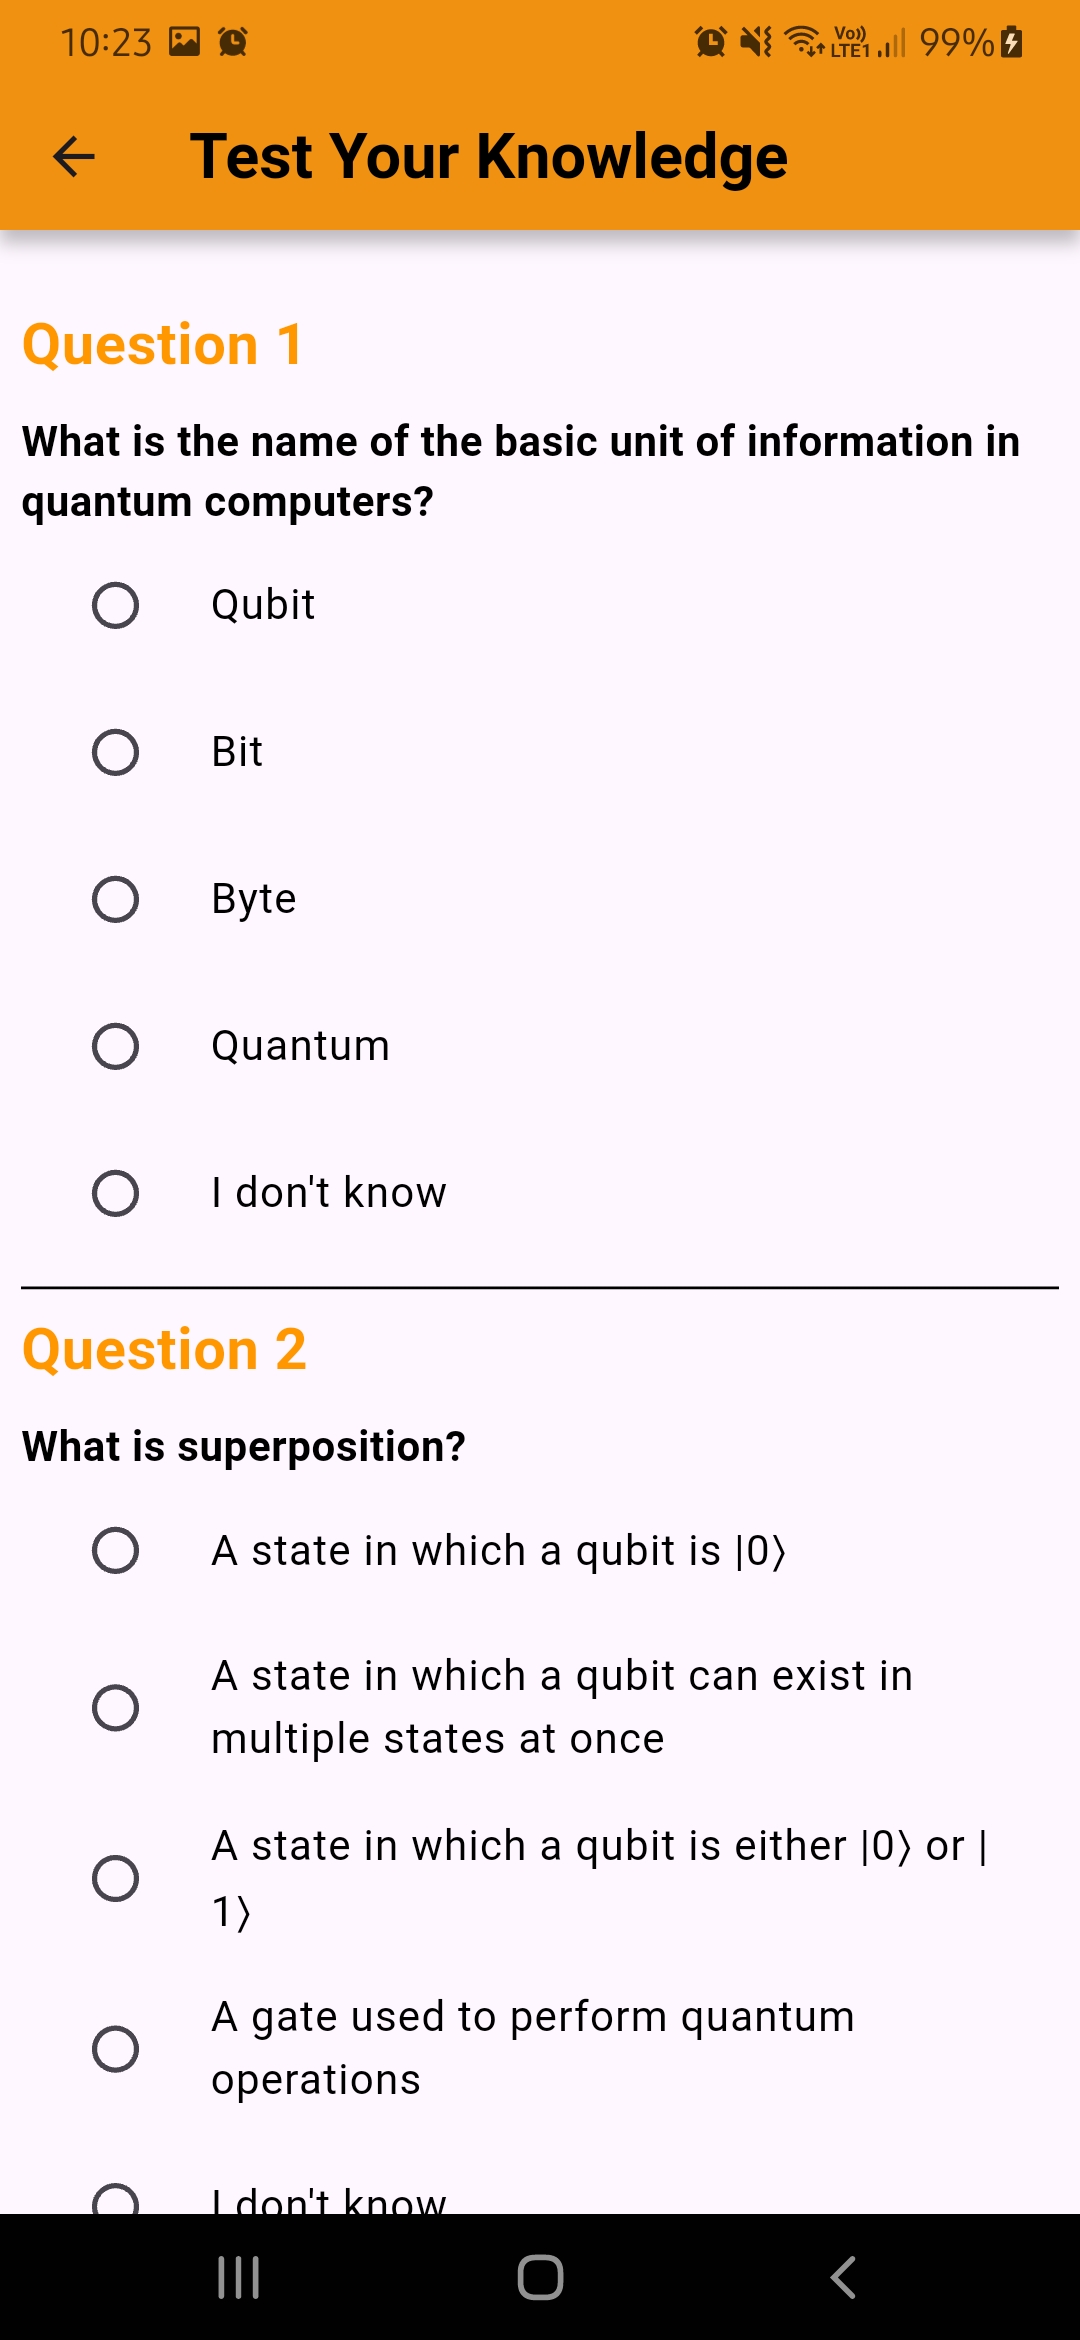 10:23
Vo))
LTE1
99%
Test Your Knowledge
Question 1
What is the name of the basic unit of information in
quantum computers?
Qubit
Bit
Byte
Quantum
I don't know
Question 2
What is superposition?
A state in which a qubit is |0⟩
A state in which a qubit can exist in
multiple states at once
A state in which a qubit is either |0⟩ or |
1⟩
A gate used to perform quantum
operations
I don't know